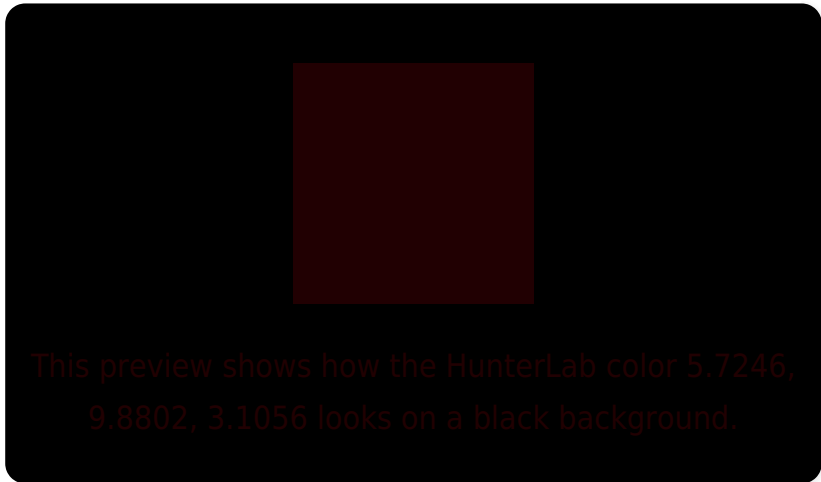 This preview shows how the HunterLab color 5.7246,
9.8802, 3.1056 looks on a black background.